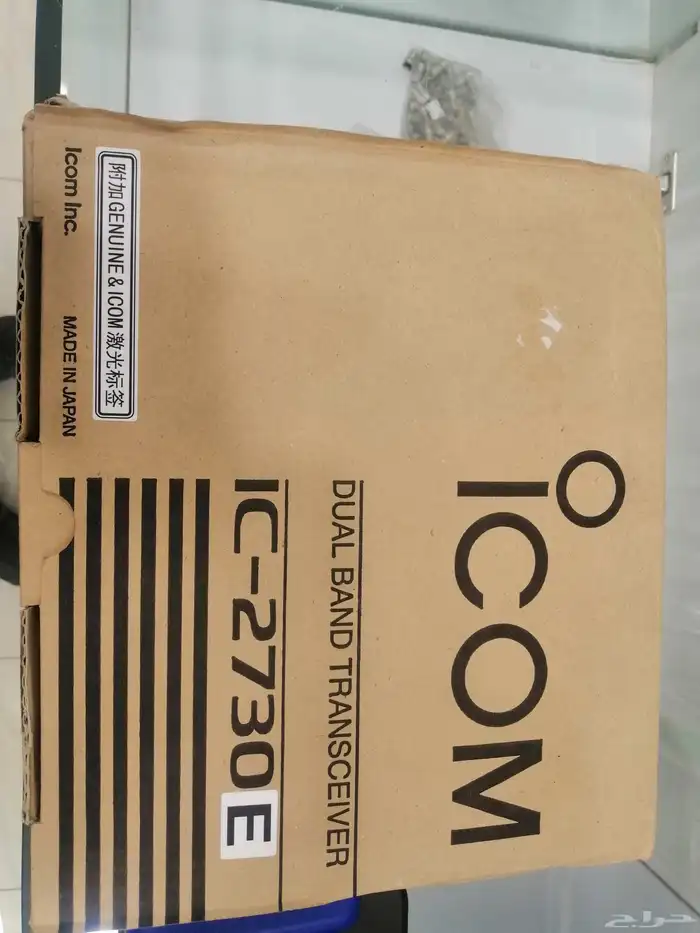 ICOM
DUAL BAND TRANSCEIVER
IC-2730E
附加GENUINE & ICOM 激光标签
Icom Inc.
MADE IN JAPAN
حراج